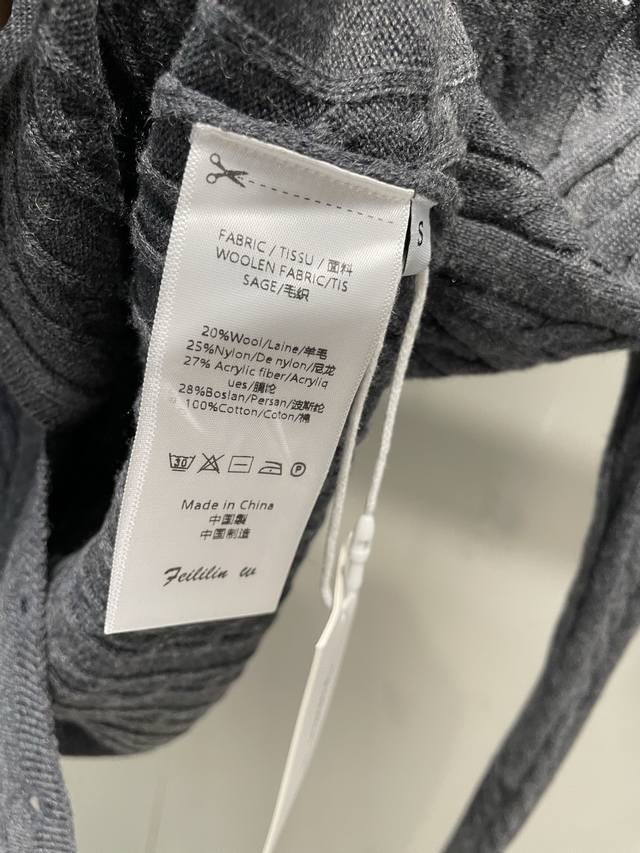 FABRIC / TISSU / 面料
WOOLEN FABRIC/TIS
SAGE/毛织
20%Wool/Laine/羊毛
25%Nylon/De nylon/尼龙
27% Acrylic fiber/Acryliq
ues/腈纶
28%Boslan/Persan/波斯纶
100%Cotton/Coton/棉
30
P
Made in China
中国製
中国制造
Feililin w
S